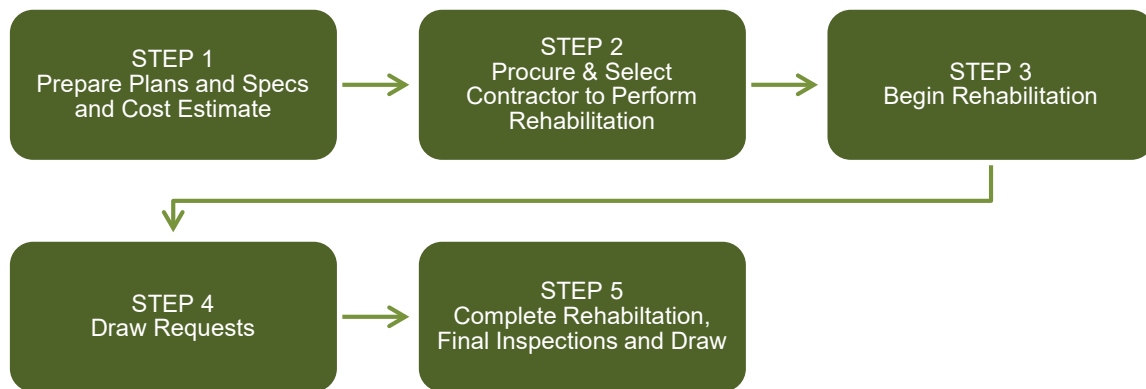 STEP 1
Prepare Plans and Specs
and Cost Estimate
STEP 2
Procure & Select
Contractor to Perform
Rehabilitation
STEP 3
Begin Rehabilitation
STEP 4
Draw Requests
STEP 5
Complete Rehabiltation,
Final Inspections and Draw